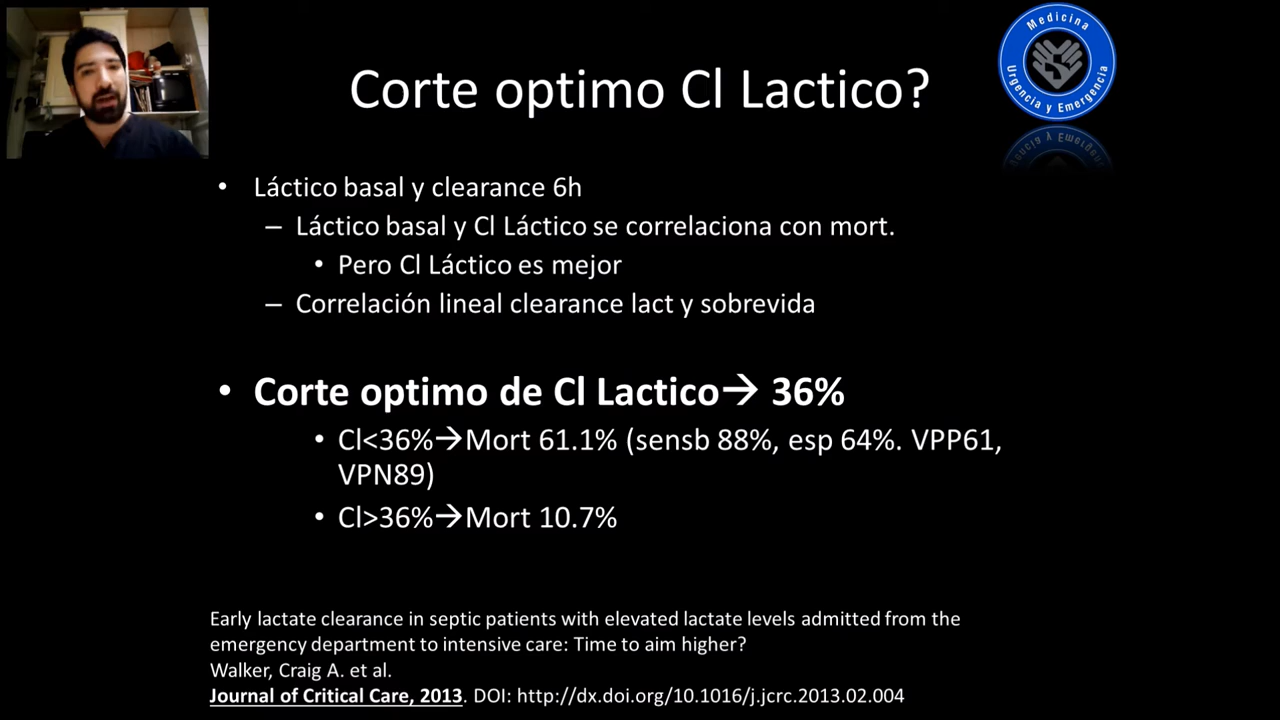 Corte optimo Cl Lactico?
Medicina
Urgencia y Emergencia
• Láctico basal y clearance 6h
– Láctico basal y Cl Láctico se correlaciona con mort.
• Pero Cl Láctico es mejor
– Correlación lineal clearance lact y sobrevida
• Corte optimo de Cl Lactico→ 36%
• Cl<36%→Mort 61.1% (sensb 88%, esp 64%. VPP61,
VPN89)
• Cl>36%→Mort 10.7%
Early lactate clearance in septic patients with elevated lactate levels admitted from the
emergency department to intensive care: Time to aim higher?
Walker, Craig A. et al.
Journal of Critical Care, 2013. DOI: http://dx.doi.org/10.1016/j.jcrc.2013.02.004